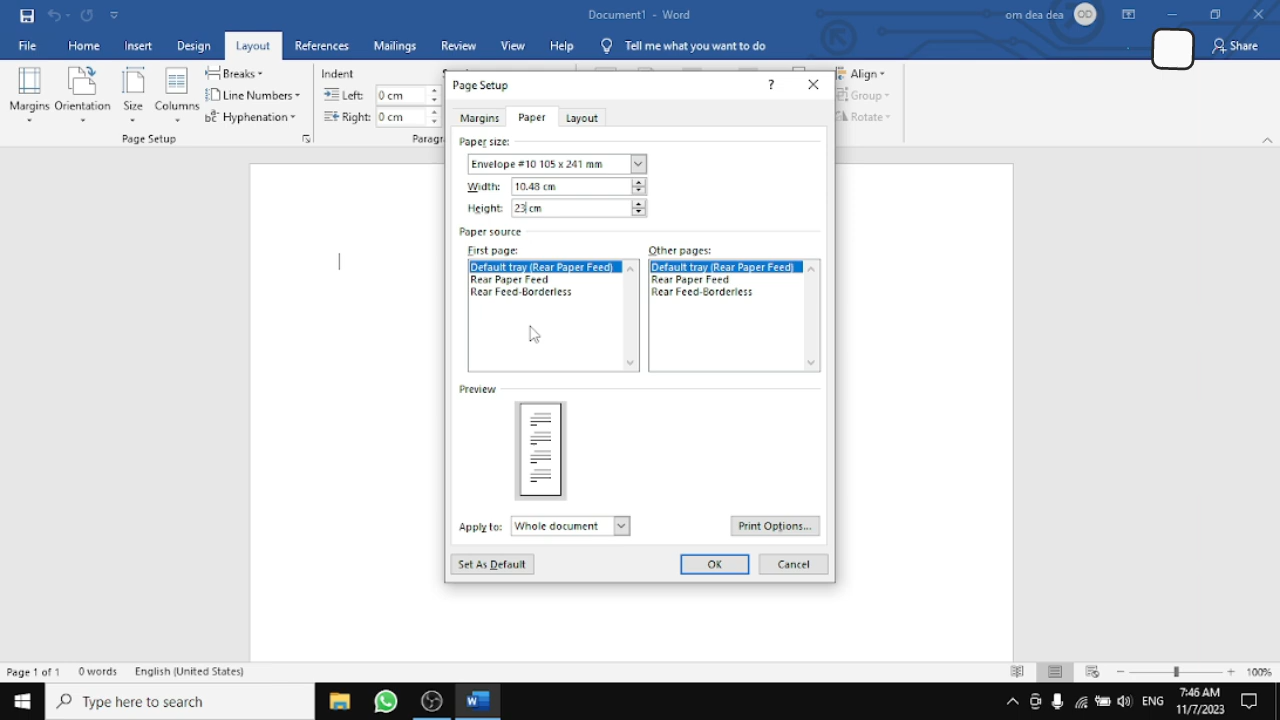 Document1 - Word
om dea dea
OD
File Home Insert Design Layout References Mailings Review View Help Tell me what you want to do
Share
Margins
Orientation
Size
Columns
Breaks
Line Numbers
Hyphenation
Page Setup
Indent
Left: 0 cm
Right: 0 cm
Align
Group
Rotate
Page Setup
?
Margins Paper Layout
Paper size:
Envelope #10 105 x 241 mm
Width: 10.48 cm
Height: 23 cm
Paper source
First page:
Default tray (Rear Paper Feed)
Rear Paper Feed
Rear Feed-Borderless
Other pages:
Default tray (Rear Paper Feed)
Rear Paper Feed
Rear Feed-Borderless
Preview
Apply to: Whole document
Print Options...
Set As Default
OK
Cancel
Page 1 of 1 0 words English (United States)
100%
Type here to search
ENG
7:46 AM
11/7/2023